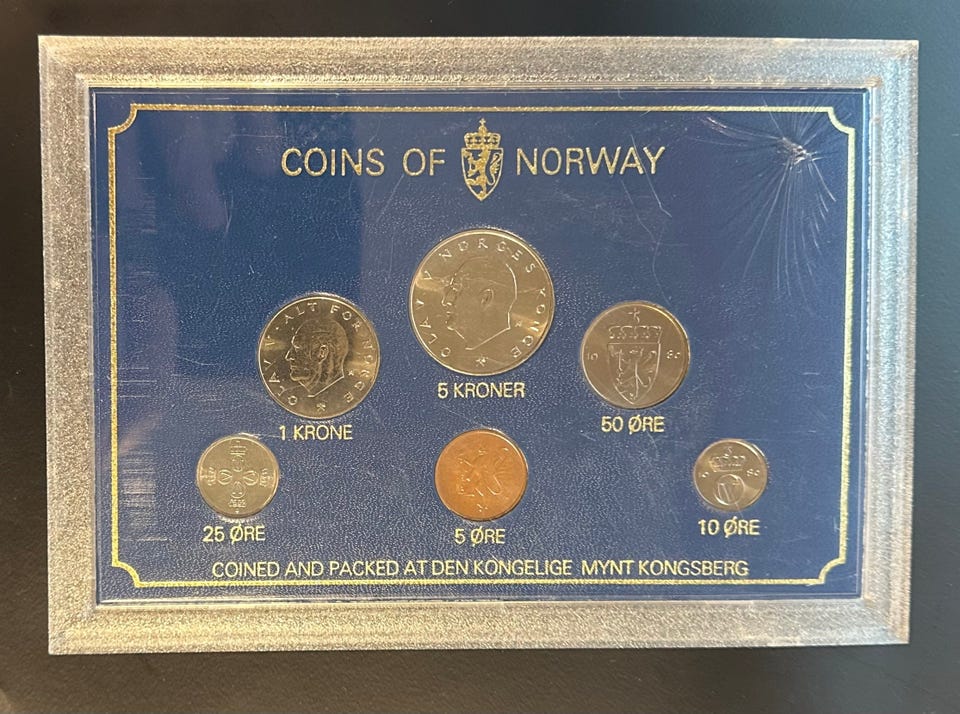 COINS OF NORWAY
OLAV V NORGES KONGE
5 KRONER
OLAV V · ALT FOR NORGE
1 KRONE
50 ØRE
25 ØRE
5 ØRE
10 ØRE
COINED AND PACKED AT DEN KONGELIGE MYNT KONGSBERG